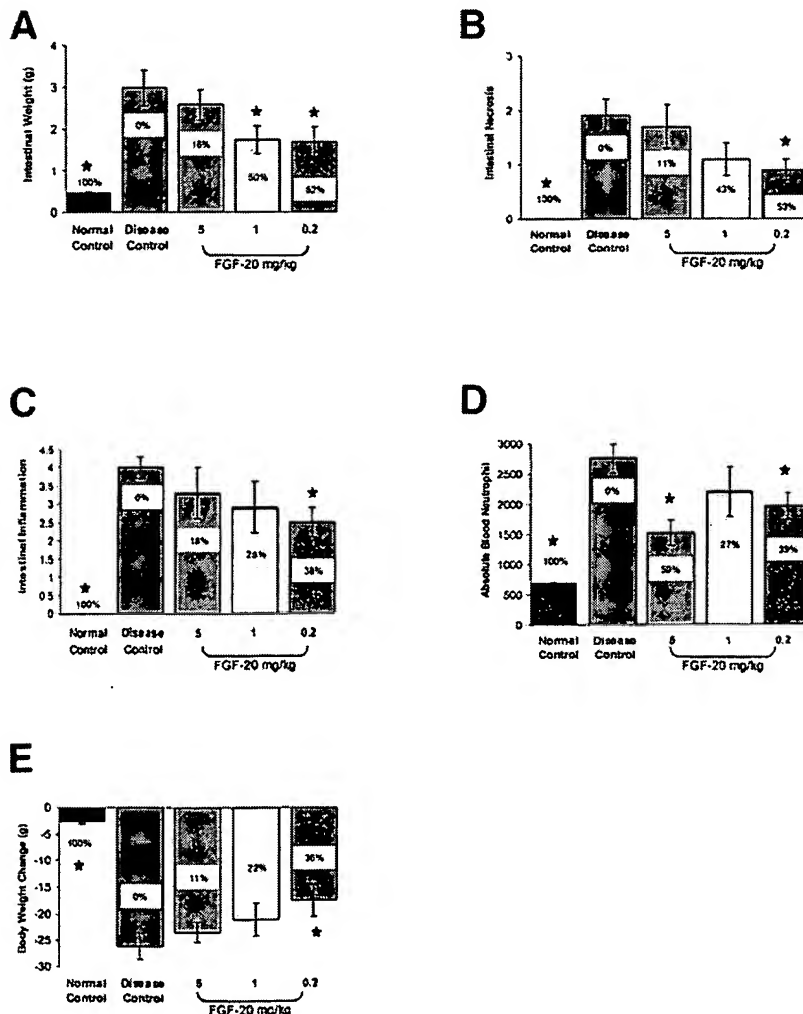 A
Intestinal Weight (g)
4
3
2
1
0
100%
0%
16%
50%
52%
Normal Control
Disease Control
5
1
0.2
FGF-20 mg/kg
B
Intestinal Necrosis
3
2
1
0
100%
0%
11%
43%
53%
Normal Control
Disease Control
5
1
0.2
FGF-20 mg/kg
C
Intestinal Inflammation
4.5
4
3.5
3
2.5
2
1.5
1
0.5
0
100%
0%
18%
28%
38%
Normal Control
Disease Control
5
1
0.2
FGF-20 mg/kg
D
Absolute Blood Neutrophil
3000
2500
2000
1500
1000
500
0
100%
0%
59%
27%
39%
Normal Control
Disease Control
5
1
0.2
FGF-20 mg/kg
E
Body Weight Change (g)
0
-5
-10
-15
-20
-25
-30
100%
0%
11%
22%
36%
Normal Control
Disease Control
5
1
0.2
FGF-20 mg/kg